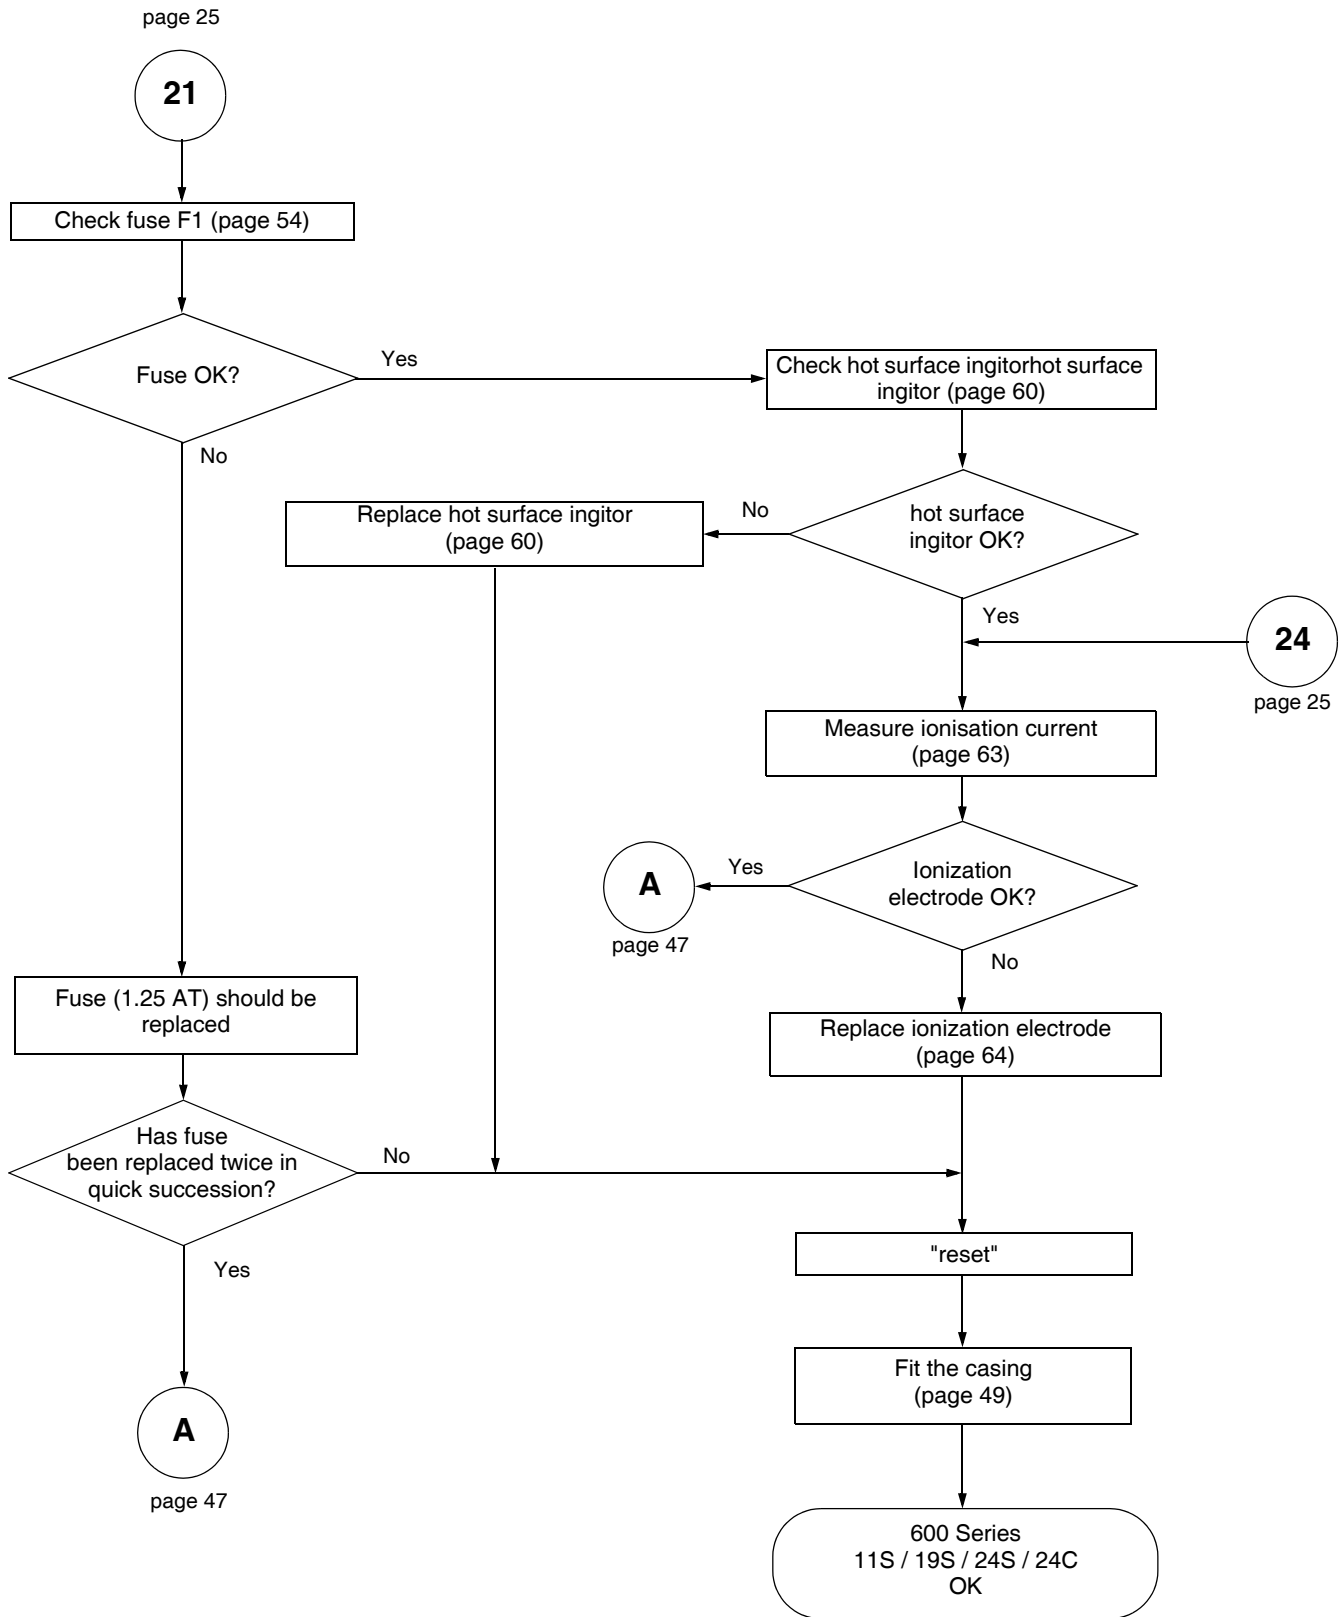 page 25
21
Check fuse F1 (page 54)
Fuse OK?
Yes
Check hot surface ingitorhot surface
ingitor (page 60)
No
Replace hot surface ingitor
(page 60)
No
hot surface
ingitor OK?
Yes
24
page 25
Measure ionisation current
(page 63)
A
page 47
Yes
Ionization
electrode OK?
No
Fuse (1.25 AT) should be
replaced
Replace ionization electrode
(page 64)
Has fuse
been replaced twice in
quick succession?
No
Yes
"reset"
Fit the casing
(page 49)
A
page 47
600 Series
11S / 19S / 24S / 24C
OK